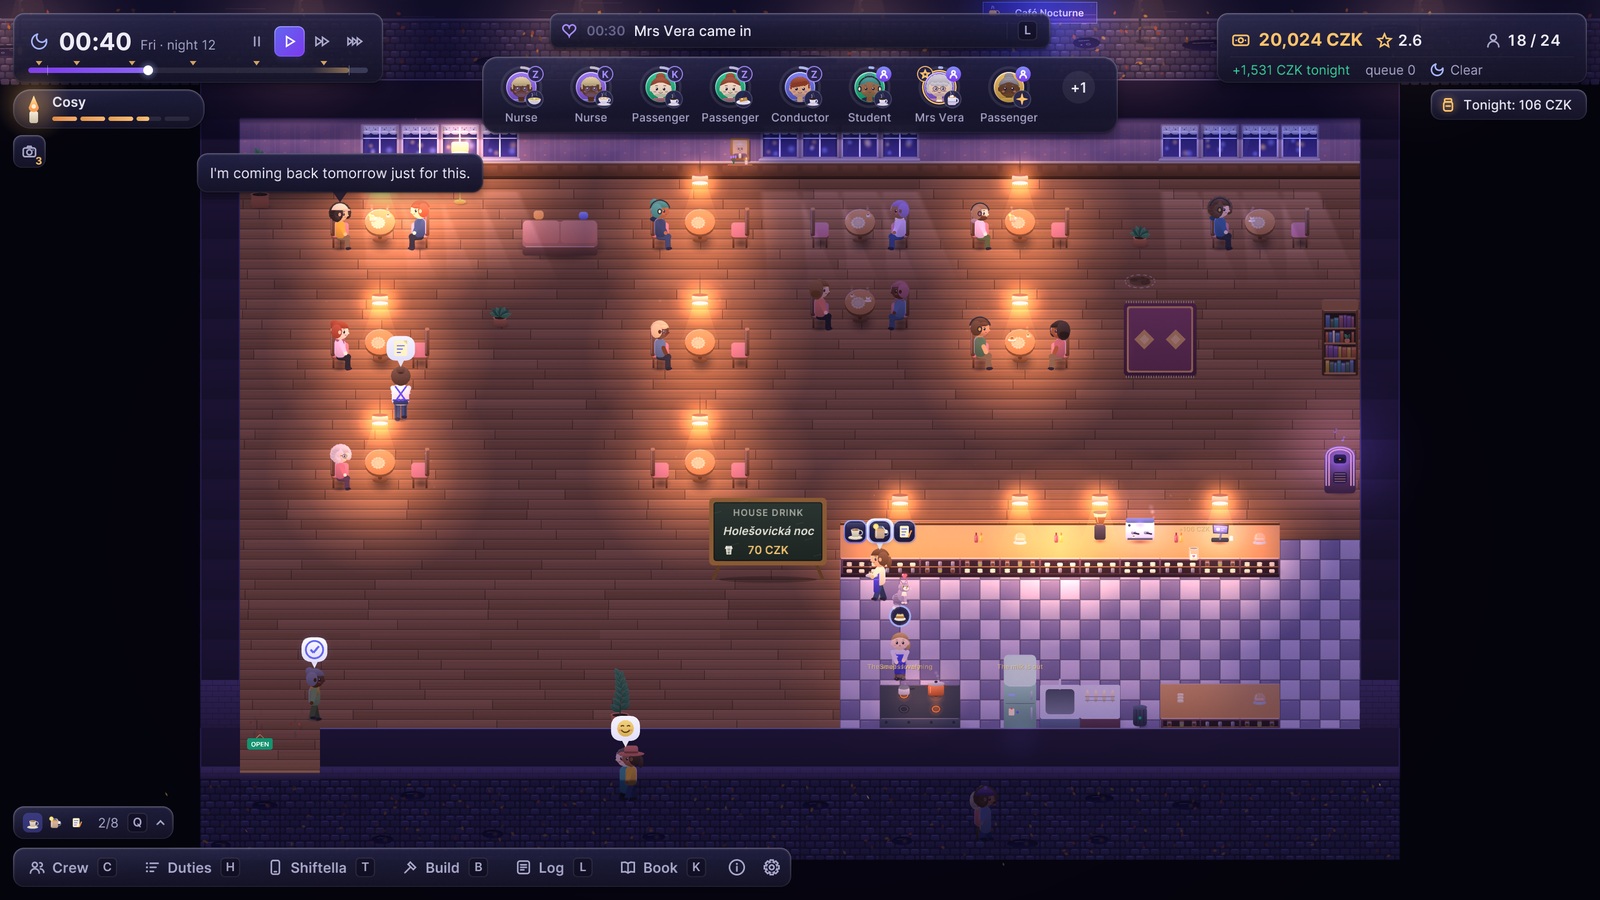 Café Nocturne
00:40 Fri · night 12
00:30 Mrs Vera came in L
20,024 CZK 2.6 18 / 24
+1,531 CZK tonight queue 0 Clear
Cosy
3
Z K K Z Z
Nurse Nurse Passenger Passenger Conductor Student Mrs Vera Passenger +1
Tonight: 106 CZK
I'm coming back tomorrow just for this.
HOUSE DRINK
Holešovická noc
70 CZK
OPEN
2/8 Q
Crew C Duties H Shiftella T Build B Log L Book K